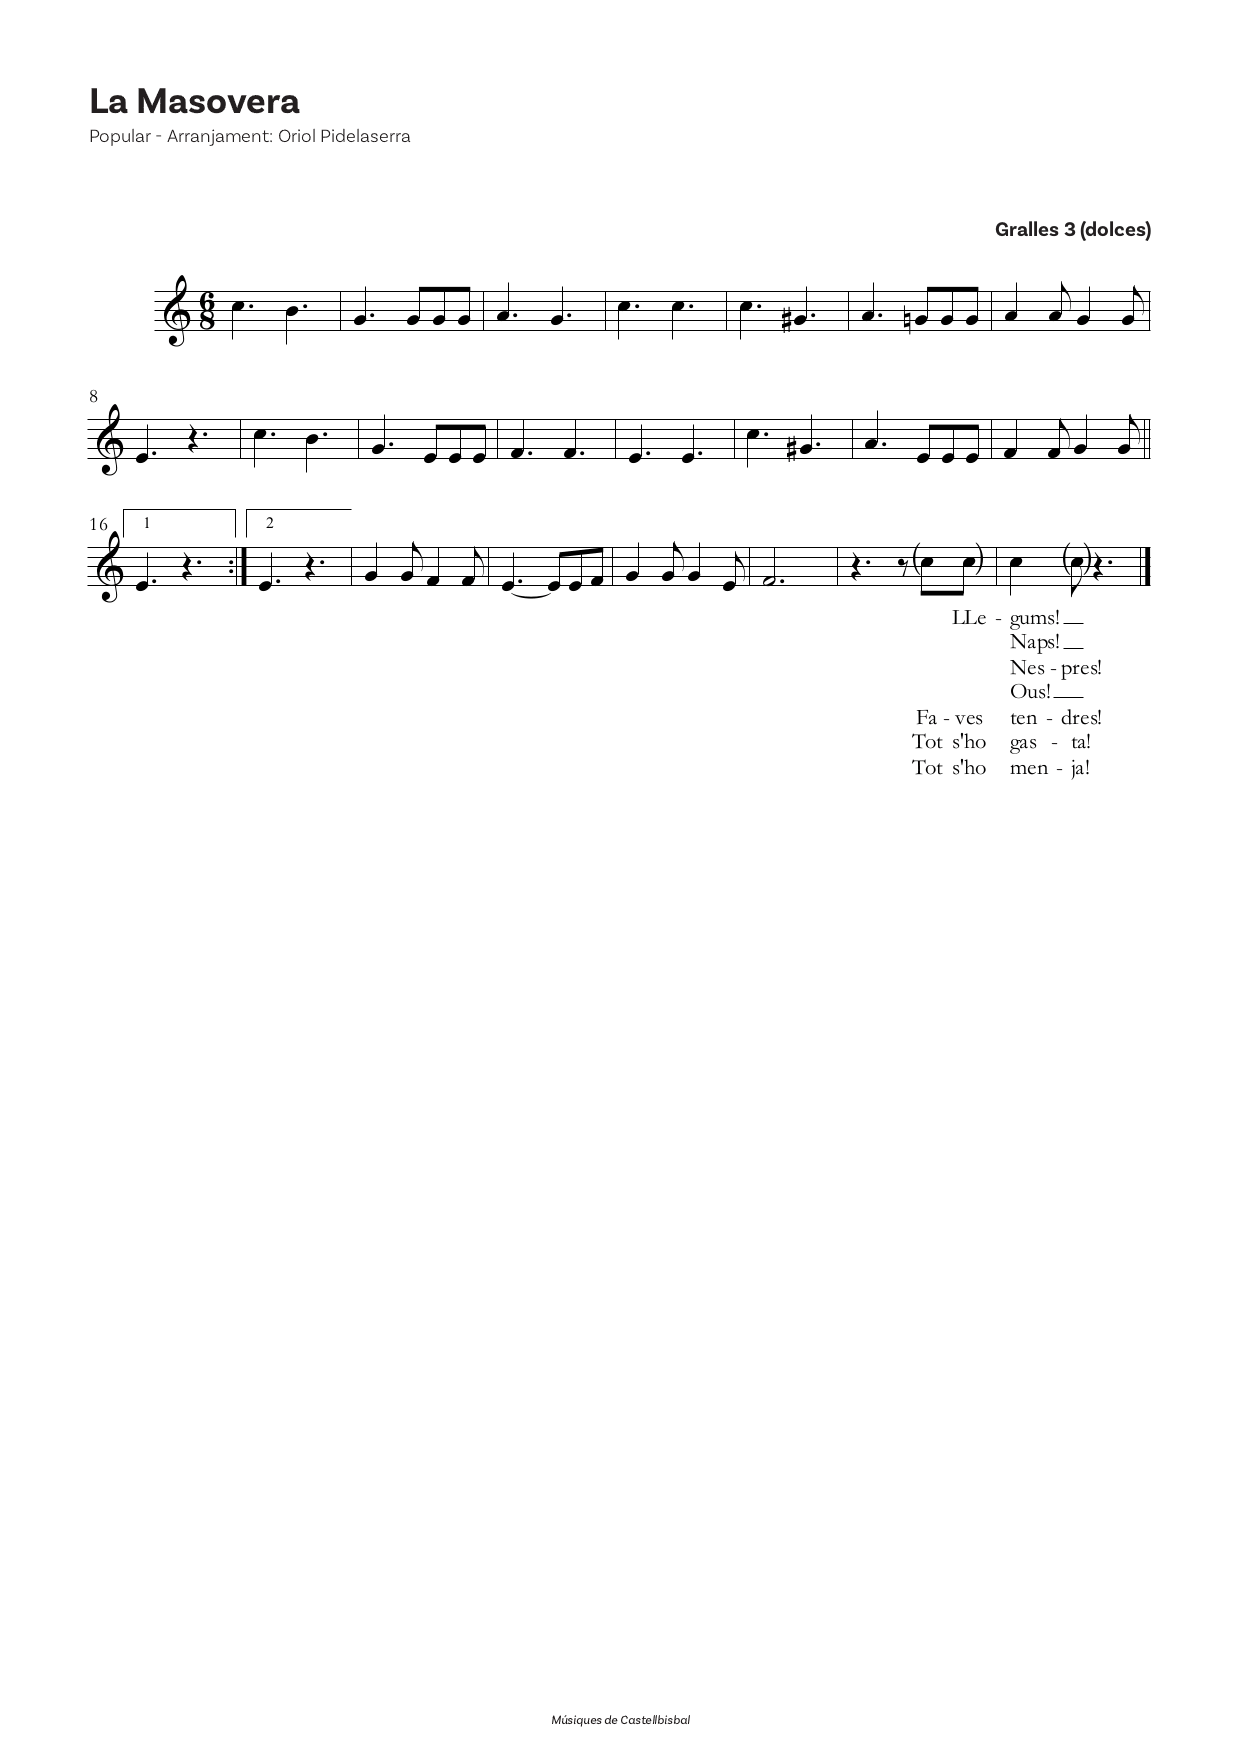 La Masovera
Popular - Arranjament: Oriol Pidelaserra
Gralles 3 (dolces)
6
8
8
16
1
2
LLe - gums!
Naps!
Nes - pres!
Ous!
Fa - ves ten - dres!
Tot s'ho gas - ta!
Tot s'ho men - ja!
Músiques de Castellbisbal